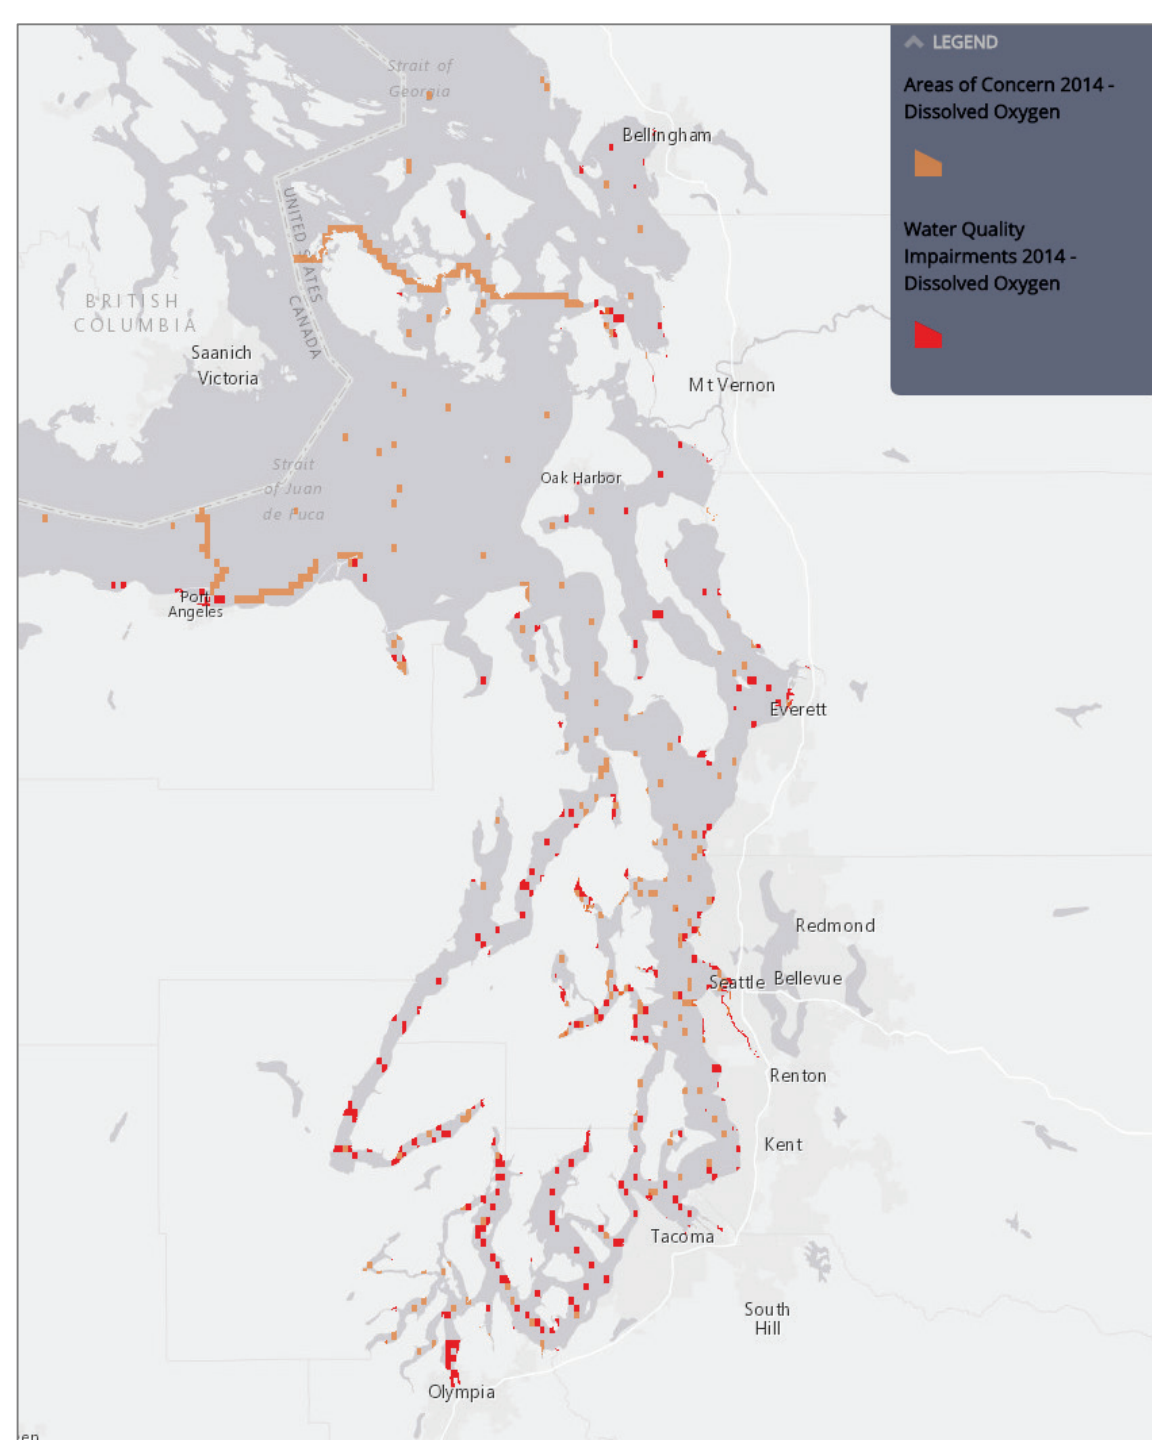 LEGEND
Areas of Concern 2014 -
Dissolved Oxygen
Water Quality
Impairments 2014 -
Dissolved Oxygen
Strait of
Georgia
Bellingham
UNITED STATES
CANADA
BRITISH
COLUMBIA
Saanich
Victoria
Mt Vernon
Strait
of Juan
de Fuca
Oak Harbor
Port
Angeles
Everett
Redmond
Seattle
Bellevue
Renton
Kent
Tacoma
South
Hill
Olympia
en